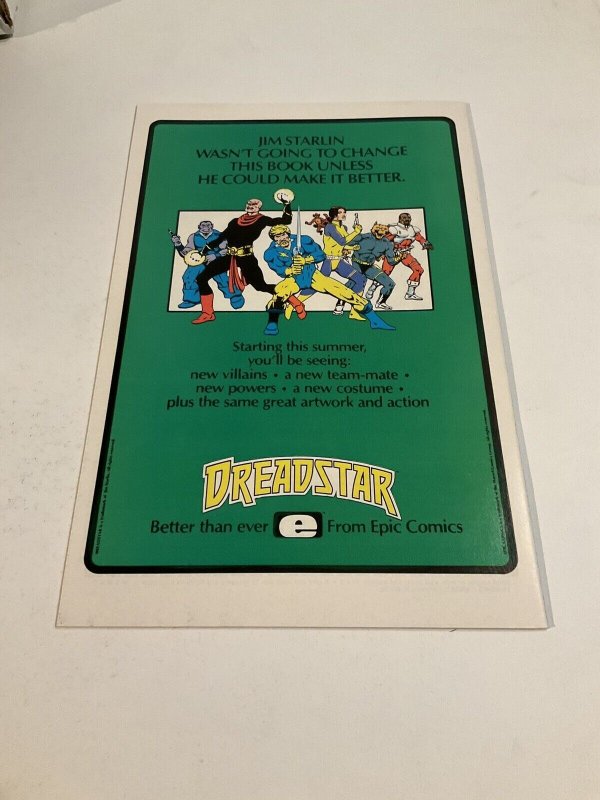 JIM STARLIN
WASN'T GOING TO CHANGE
THIS BOOK UNLESS
HE COULD MAKE IT BETTER.
Starting this summer,
you'll be seeing:
new villains • a new team-mate •
new powers • a new costume •
plus the same great artwork and action
DREADSTAR
Better than ever e From Epic Comics